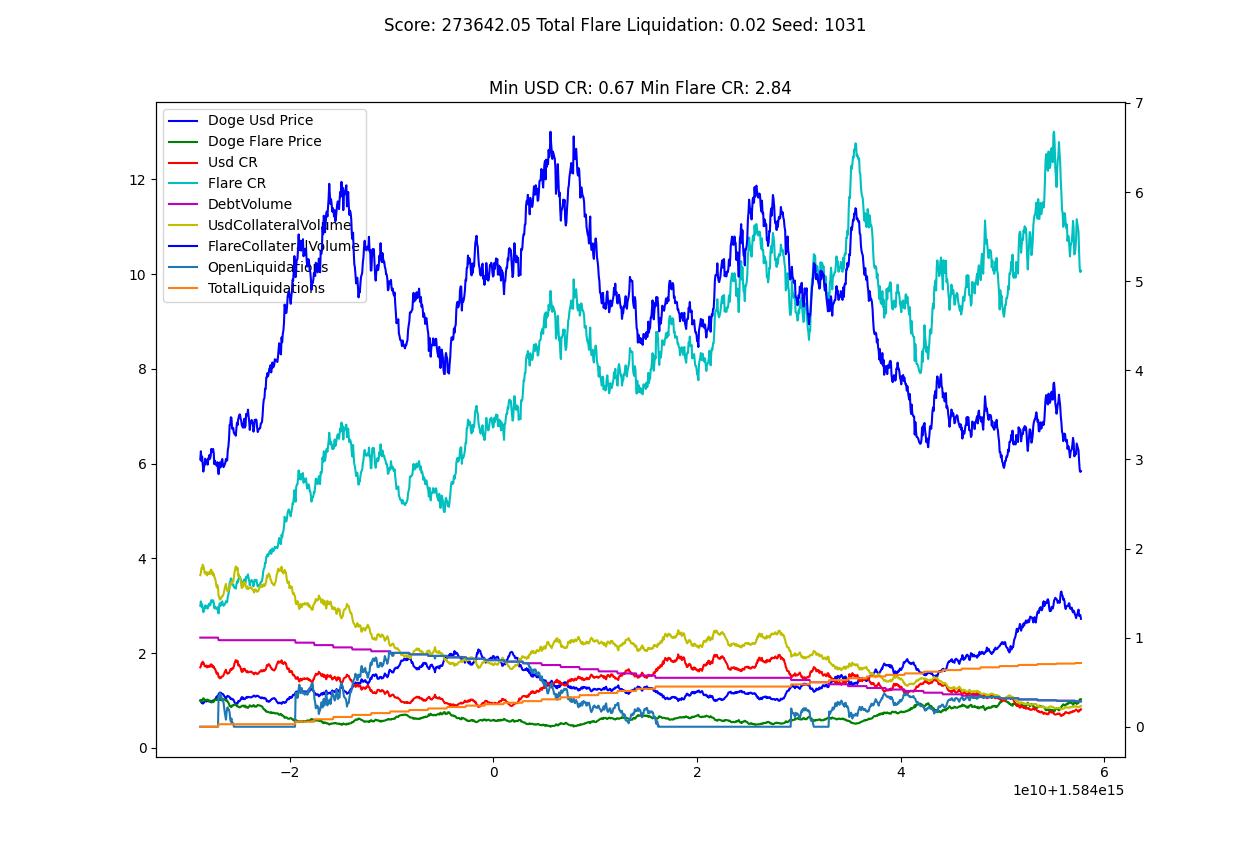 Score: 273642.05 Total Flare Liquidation: 0.02 Seed: 1031
Min USD CR: 0.67 Min Flare CR: 2.84
Doge Usd Price
Doge Flare Price
Usd CR
Flare CR
DebtVolume
UsdCollateralVolume
FlareCollateralVolume
OpenLiquidations
TotalLiquidations
12
10
8
6
4
2
0
7
6
5
4
3
2
1
0
−2
0
2
4
6
1e10+1.584e15